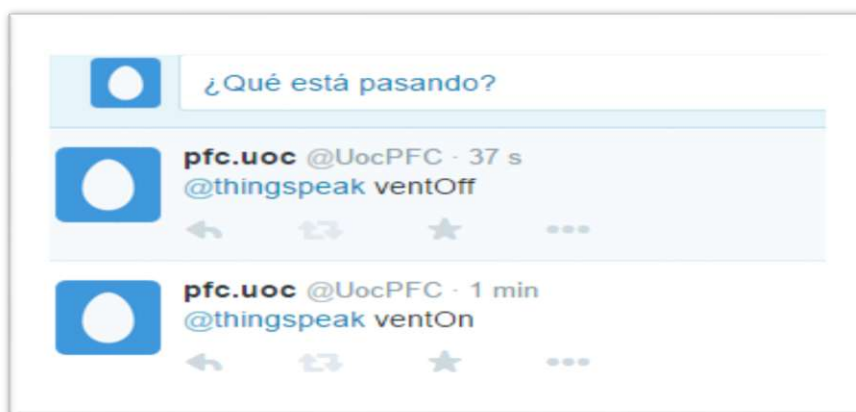 ¿Qué está pasando?
pfc.uoc @UocPFC · 37 s
@thingspeak ventOff
pfc.uoc @UocPFC · 1 min
@thingspeak ventOn